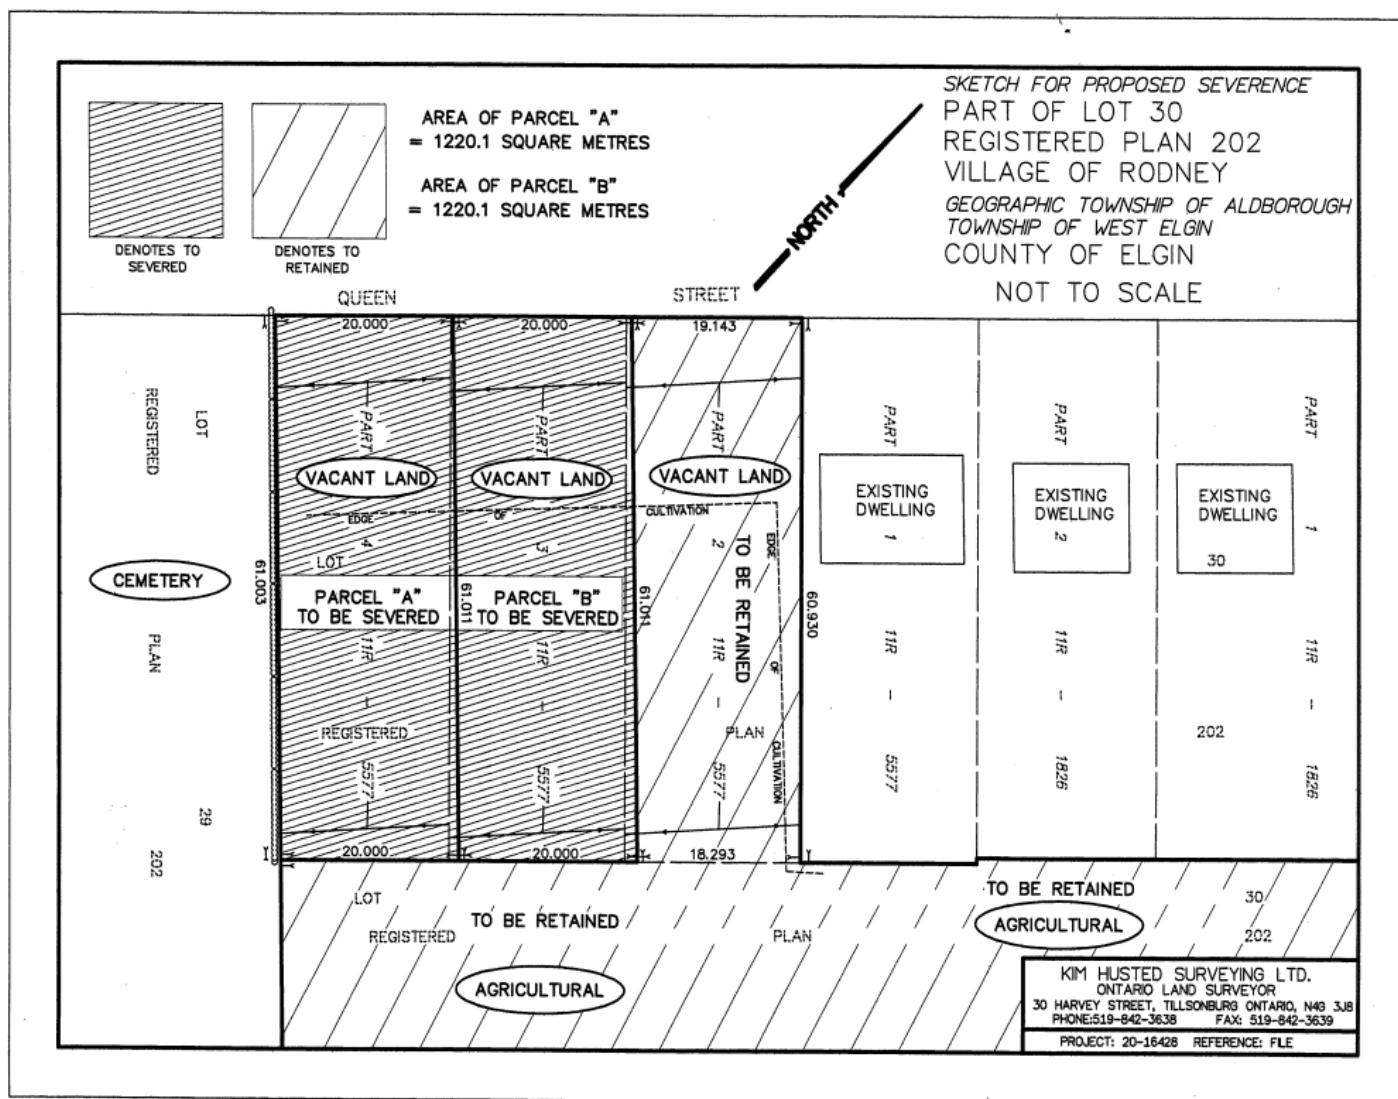 SKETCH FOR PROPOSED SEVERENCE
PART OF LOT 30
REGISTERED PLAN 202
VILLAGE OF RODNEY
GEOGRAPHIC TOWNSHIP OF ALDBOROUGH
TOWNSHIP OF WEST ELGIN
COUNTY OF ELGIN
NOT TO SCALE
AREA OF PARCEL "A"
= 1220.1 SQUARE METRES
AREA OF PARCEL "B"
= 1220.1 SQUARE METRES
DENOTES TO
SEVERED
DENOTES TO
RETAINED
NORTH
QUEEN STREET
20.000 20.000 19.143
LOT 29
REGISTERED PLAN 202
CEMETERY
61.003
PART 4 11R - 5577
VACANT LAND
PARCEL "A"
TO BE SEVERED
61.011
PART 3 11R - 5577
VACANT LAND
PARCEL "B"
TO BE SEVERED
61.011
PART 2 11R - 5577
VACANT LAND
TO BE RETAINED
EDGE OF CULTIVATION
EDGE OF CULTIVATION
60.930
LOT 30
REGISTERED PLAN 202
PART 1 11R - 5577
EXISTING
DWELLING
PART 2 11R - 1826
EXISTING
DWELLING
PART 1 11R - 1826
EXISTING
DWELLING
20.000 20.000 18.293
LOT 30
TO BE RETAINED
TO BE RETAINED
REGISTERED PLAN 202
AGRICULTURAL
AGRICULTURAL
KIM HUSTED SURVEYING LTD.
ONTARIO LAND SURVEYOR
30 HARVEY STREET, TILLSONBURG ONTARIO, N4G 3J8
PHONE:519-842-3638 FAX: 519-842-3639
PROJECT: 20-16428 REFERENCE: FILE